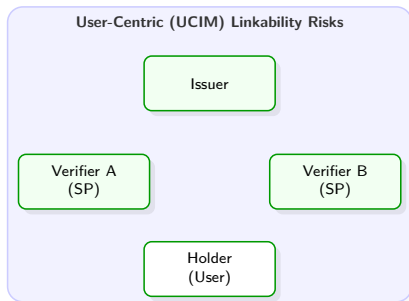 User-Centric (UCIM) Linkability Risks
Issuer
Verifier A
(SP)
Verifier B
(SP)
Holder
(User)